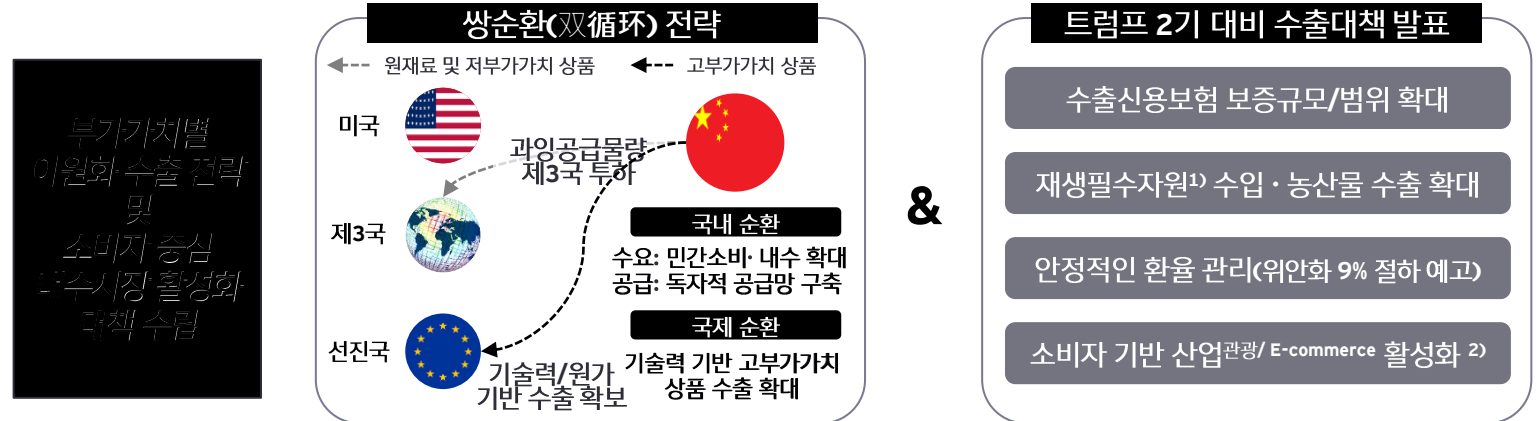 부가가치별
이원화 수출 전략
및
소비자 중심
내수시장 활성화
대책 수립
쌍순환(双循环) 전략
원재료 및 저부가가치 상품
고부가가치 상품
미국
과잉공급물량
제3국 투하
제3국
국내 순환
수요: 민간소비· 내수 확대
공급: 독자적 공급망 구축
국제 순환
기술력 기반 고부가가치
상품 수출 확대
선진국
기술력/원가
기반 수출 확보
&
트럼프 2기 대비 수출대책 발표
수출신용보험 보증규모/범위 확대
재생필수자원1) 수입 · 농산물 수출 확대
안정적인 환율 관리(위안화 9% 절하 예고)
소비자 기반 산업관광/ E-commerce 활성화 2)